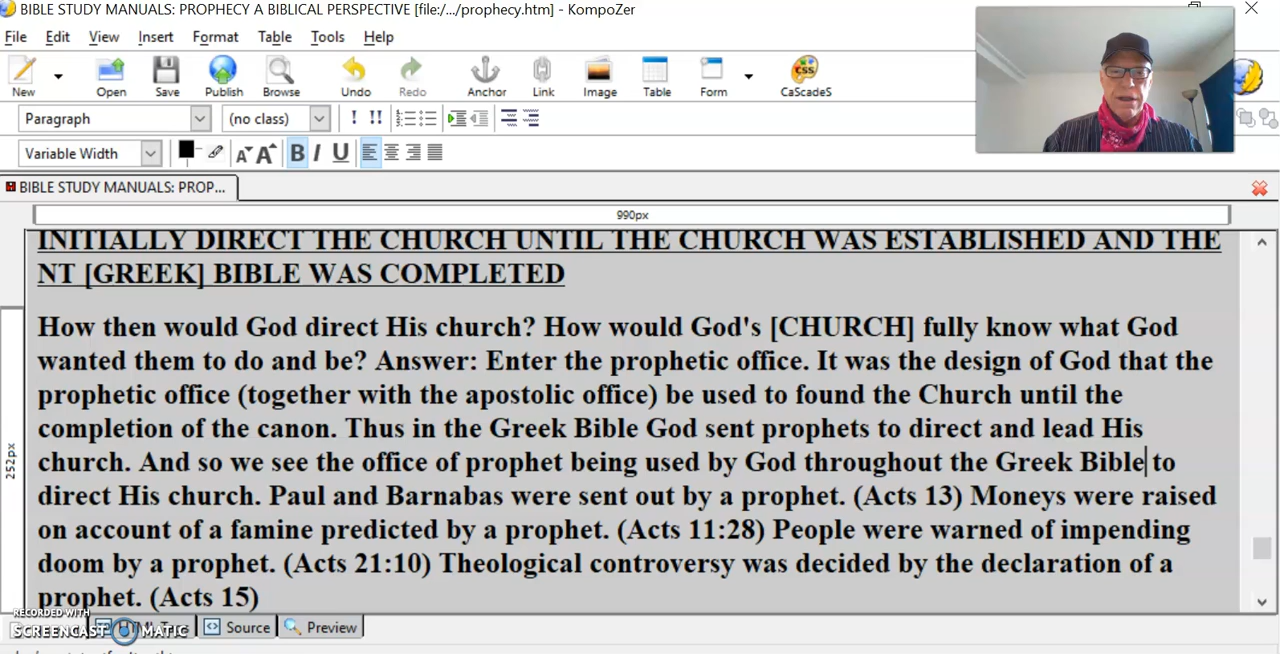 BIBLE STUDY MANUALS: PROPHECY A BIBLICAL PERSPECTIVE [file:/.../prophecy.htm] - KompoZer
File Edit View Insert Format Table Tools Help
New Open Save Publish Browse Undo Redo Anchor Link Image Table Form CaScadeS
Paragraph (no class) ! !!
Variable Width A A B I U
BIBLE STUDY MANUALS: PROP...
990px
INITIALLY DIRECT THE CHURCH UNTIL THE CHURCH WAS ESTABLISHED AND THE
NT [GREEK] BIBLE WAS COMPLETED
How then would God direct His church? How would God's [CHURCH] fully know what God
wanted them to do and be? Answer: Enter the prophetic office. It was the design of God that the
prophetic office (together with the apostolic office) be used to found the Church until the
completion of the canon. Thus in the Greek Bible God sent prophets to direct and lead His
church. And so we see the office of prophet being used by God throughout the Greek Bible to
direct His church. Paul and Barnabas were sent out by a prophet. (Acts 13) Moneys were raised
on account of a famine predicted by a prophet. (Acts 11:28) People were warned of impending
doom by a prophet. (Acts 21:10) Theological controversy was decided by the declaration of a
prophet. (Acts 15)
252px
RECORDED WITH
SCREENCAST MATIC
Source Preview